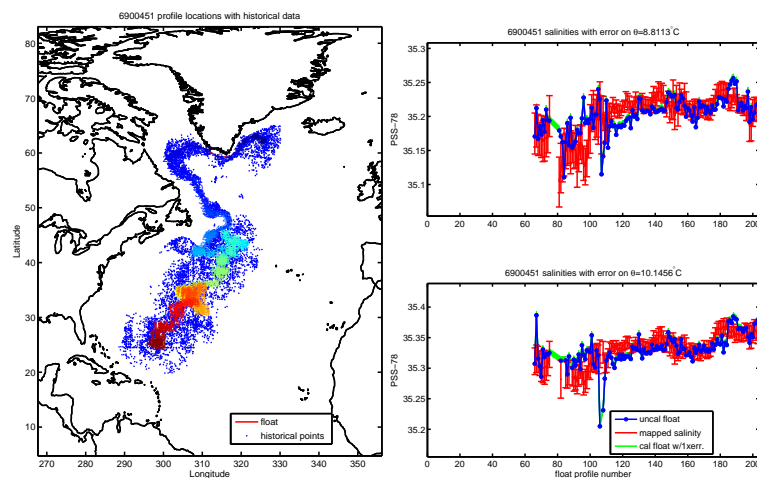 6900451 profile locations with historical data
80
70
60
50
40
30
20
10
Latitude
270 280 290 300 310 320 330 340 350
Longitude
float
historical points
6900451 salinities with error on θ=8.8113°C
35.3
35.25
35.2
35.15
35.1
PSS−78
0 20 40 60 80 100 120 140 160 180 200
6900451 salinities with error on θ=10.1456°C
35.4
35.35
35.3
35.25
35.2
PSS−78
0 20 40 60 80 100 120 140 160 180 200
float profile number
uncal float
mapped salinity
cal float w/1xerr.